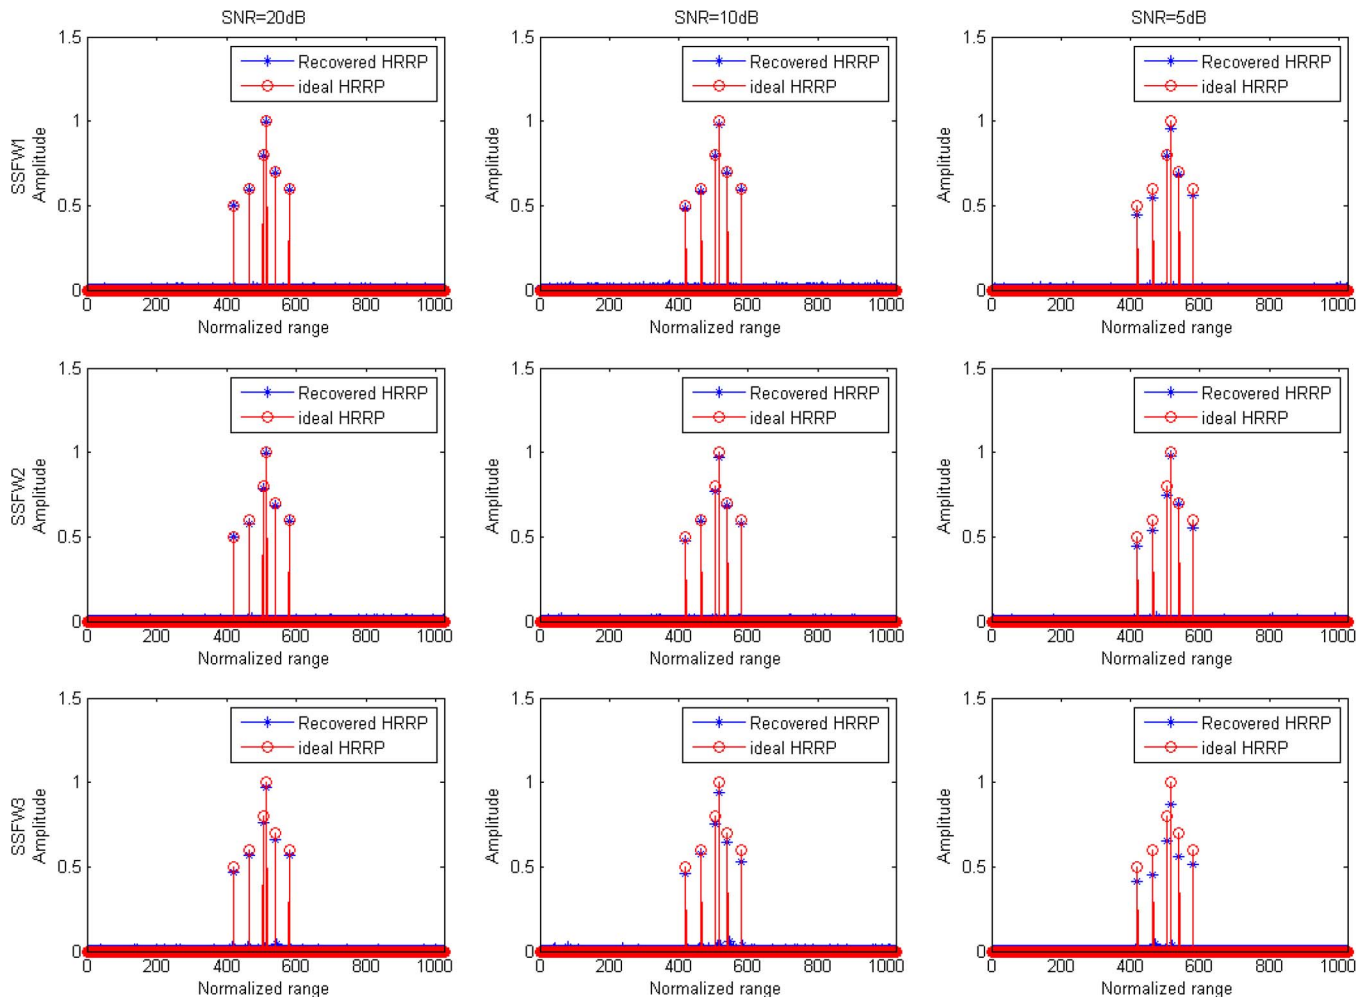 SNR=20dB
SNR=10dB
SNR=5dB
SSFW1
Amplitude
1.5
1
0.5
0
Recovered HRRP
ideal HRRP
0 200 400 600 800 1000
Normalized range
Amplitude
1.5
1
0.5
0
Recovered HRRP
ideal HRRP
0 200 400 600 800 1000
Normalized range
Amplitude
1.5
1
0.5
0
Recovered HRRP
ideal HRRP
0 200 400 600 800 1000
Normalized range
SSFW2
Amplitude
1.5
1
0.5
0
Recovered HRRP
ideal HRRP
0 200 400 600 800 1000
Normalized range
Amplitude
1.5
1
0.5
0
Recovered HRRP
ideal HRRP
0 200 400 600 800 1000
Normalized range
Amplitude
1.5
1
0.5
0
Recovered HRRP
ideal HRRP
0 200 400 600 800 1000
Normalized range
SSFW3
Amplitude
1.5
1
0.5
0
Recovered HRRP
ideal HRRP
0 200 400 600 800 1000
Normalized range
Amplitude
1.5
1
0.5
0
Recovered HRRP
ideal HRRP
0 200 400 600 800 1000
Normalized range
Amplitude
1.5
1
0.5
0
Recovered HRRP
ideal HRRP
0 200 400 600 800 1000
Normalized range